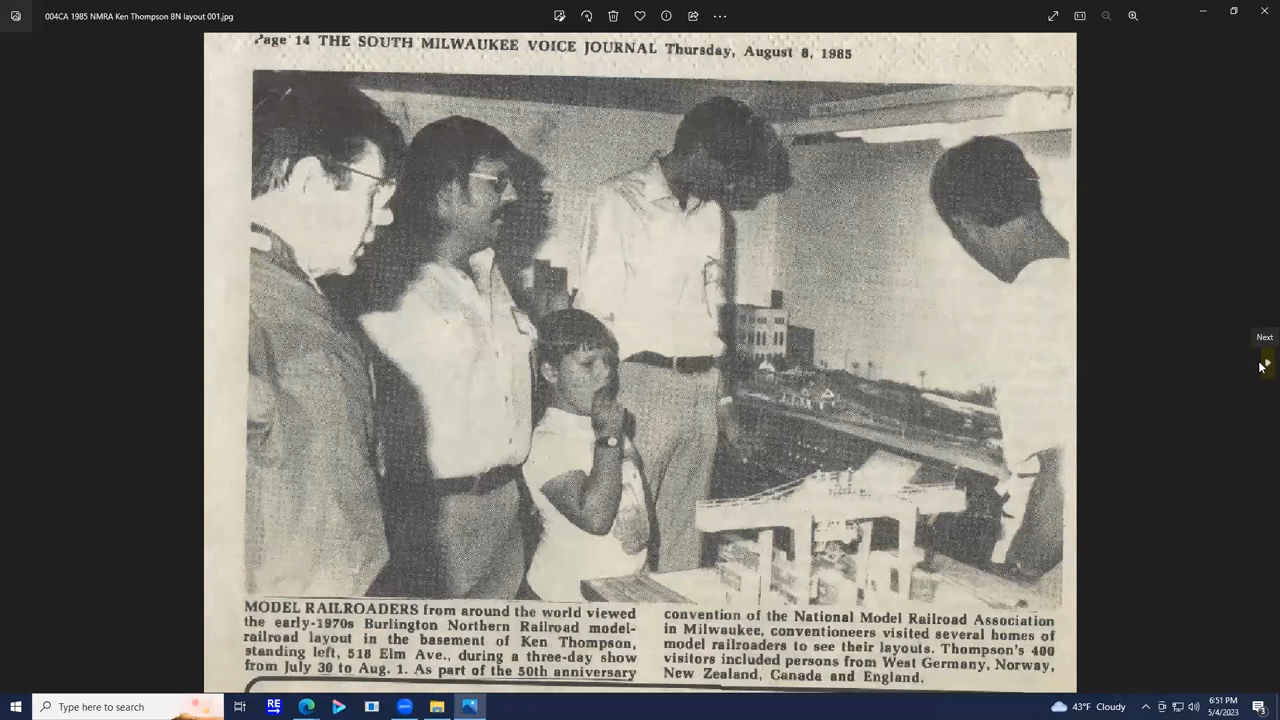 004CA 1985 NMRA Ken Thompson BN layout 001.jpg
Page 14 THE SOUTH MILWAUKEE VOICE JOURNAL Thursday, August 8, 1985
MODEL RAILROADERS from around the world viewed
the early-1970s Burlington Northern Railroad model-
railroad layout in the basement of Ken Thompson,
standing left, 518 Elm Ave., during a three-day show
from July 30 to Aug. 1. As part of the 50th anniversary
convention of the National Model Railroad Association
in Milwaukee, conventioneers visited several homes of
model railroaders to see their layouts. Thompson's 400
visitors included persons from West Germany, Norway,
New Zealand, Canada and England.
Next
Type here to search
RE
zoom
43°F Cloudy
6:51 PM
5/4/2023
2